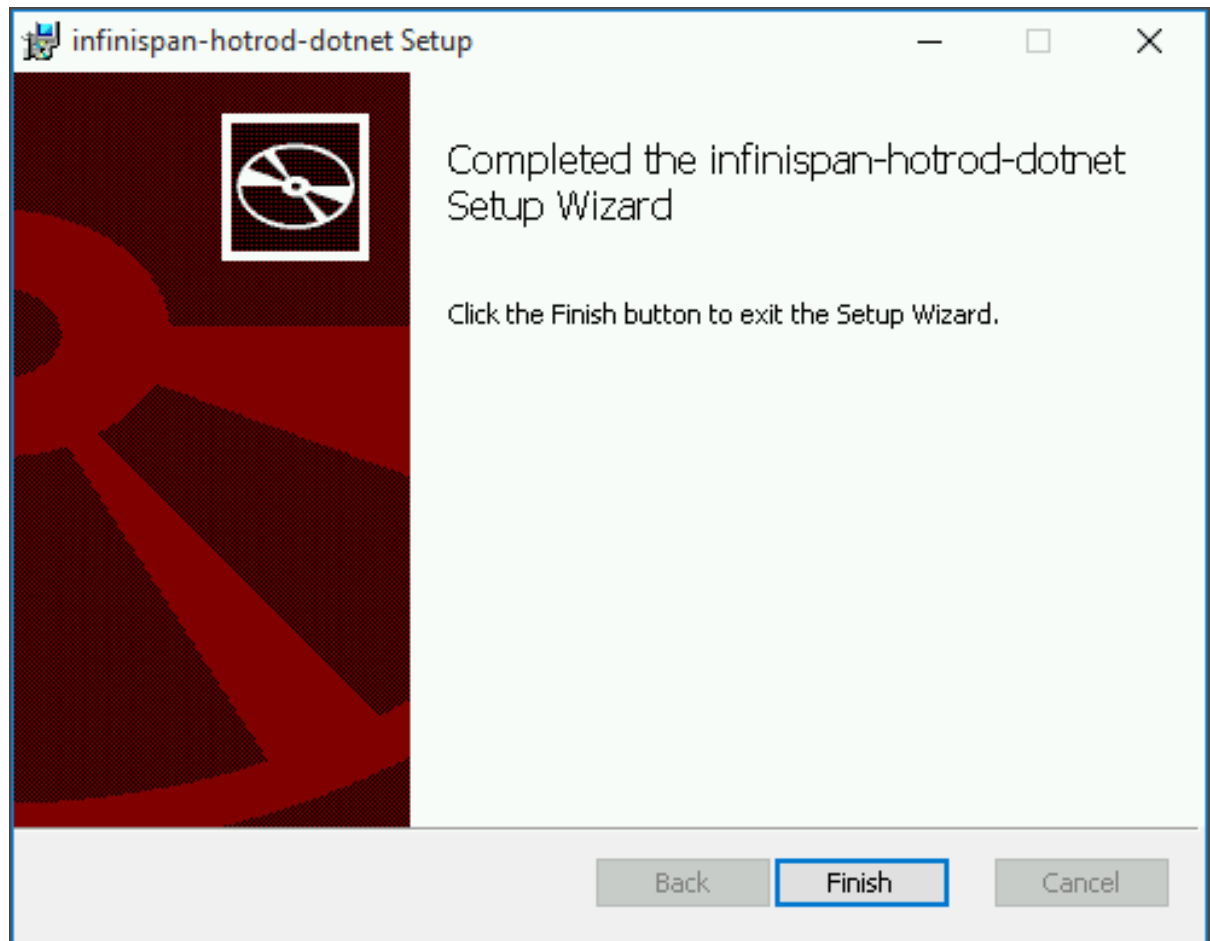 infinispan-hotrod-dotnet Setup
Completed the infinispan-hotrod-dotnet
Setup Wizard
Click the Finish button to exit the Setup Wizard.
Back Finish Cancel